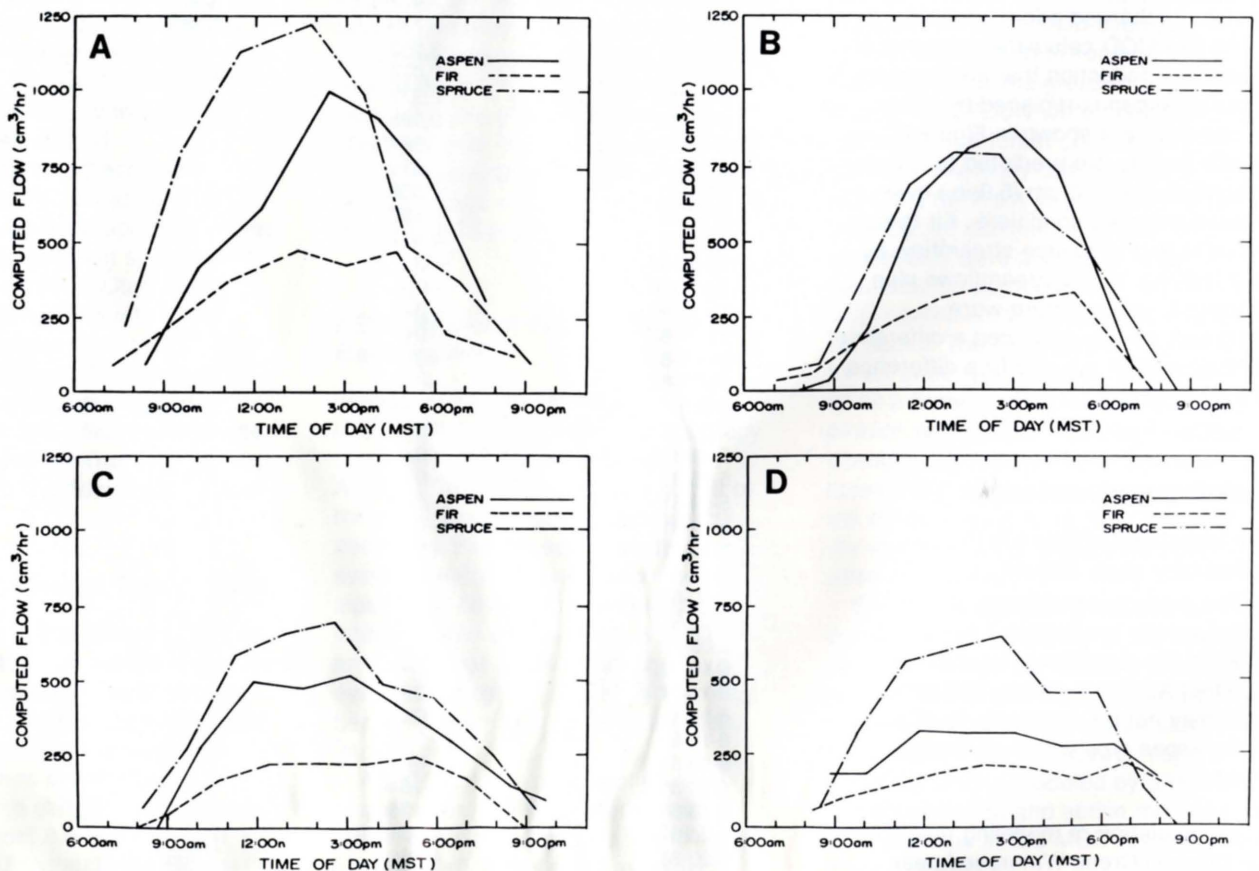 A
1250
1000
750
500
250
0
COMPUTED FLOW (cm³/hr)
ASPEN
FIR
SPRUCE
6:00am 9:00am 12:00n 3:00pm 6:00pm 9:00pm
TIME OF DAY (MST)
B
1250
1000
750
500
250
0
COMPUTED FLOW (cm³/hr)
ASPEN
FIR
SPRUCE
6:00am 9:00am 12:00n 3:00pm 6:00pm 9:00pm
TIME OF DAY (MST)
C
1250
1000
750
500
250
0
COMPUTED FLOW (cm³/hr)
ASPEN
FIR
SPRUCE
6:00am 9:00am 12:00n 3:00pm 6:00pm 9:00pm
TIME OF DAY (MST)
D
1250
1000
750
500
250
0
COMPUTED FLOW (cm³/hr)
ASPEN
FIR
SPRUCE
6:00am 9:00am 12:00n 3:00pm 6:00pm 9:00pm
TIME OF DAY (MST)